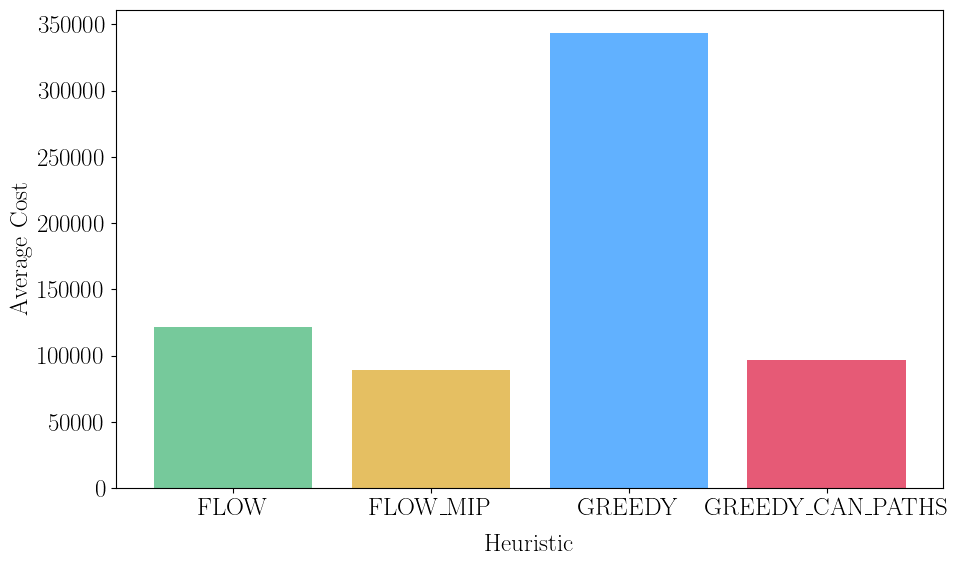 350000
300000
250000
200000
150000
100000
50000
0
Average Cost
FLOW
FLOW_MIP
GREEDY
GREEDY_CAN_PATHS
Heuristic